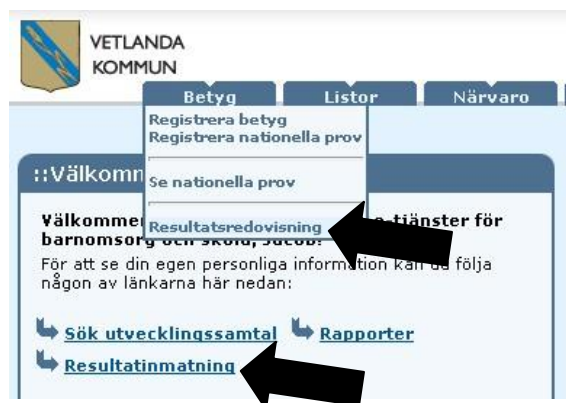 VETLANDA
KOMMUN
Betyg Listor Närvaro
Registrera betyg
Registrera nationella prov
Se nationella prov
Resultatsredovisning
::Välkomn
Välkommen e-tjänster för
barnomsorg och skola, Jacob!
För att se din egen personliga information kan du följa
någon av länkarna här nedan:
Sök utvecklingssamtal Rapporter
Resultatinmatning